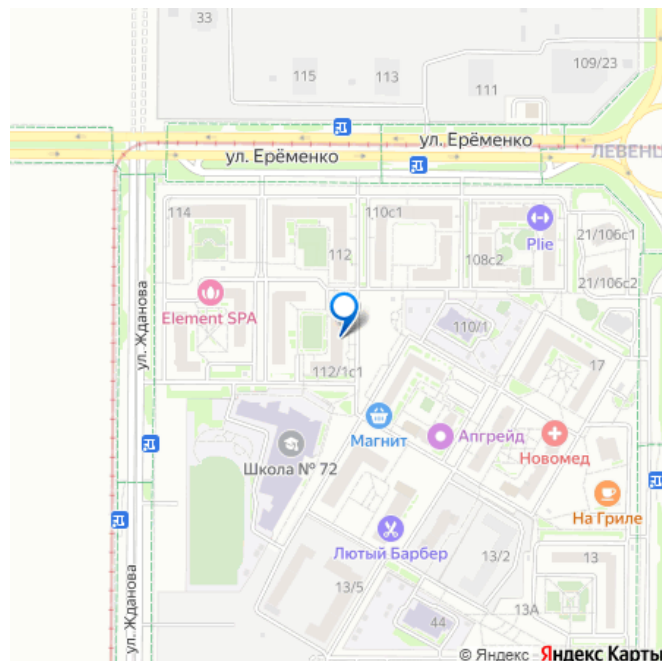 33
115
113
109/23
111
ул. Ерёменко
ул. Ерёменко
ЛЕВЕНЦ
114
110с1
Plie
21/106с1
112
108с2
21/106с2
Element SPA
ул. Жданова
110/1
17
112/1с1
Магнит
Апгрейд
Новомед
Школа № 72
На Гриле
Лютый Барбер
13/2
13
13/5
13А
44
ул. Жданова
© Яндекс Яндекс Карты